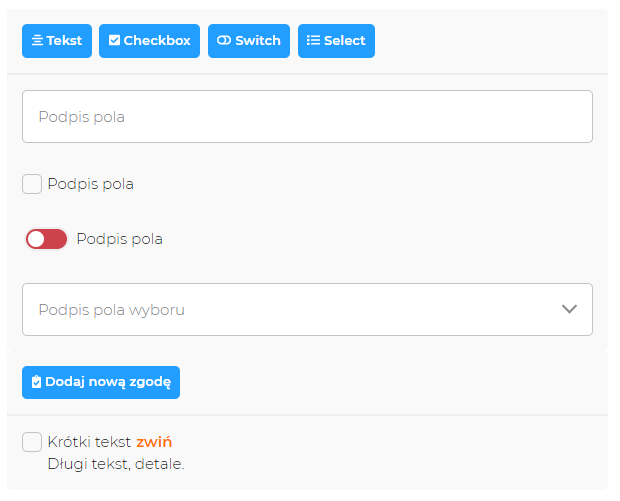 Tekst Checkbox Switch Select
Podpis pola
Podpis pola
Podpis pola
Podpis pola wyboru
Dodaj nową zgodę
Krótki tekst zwiń
Długi tekst, detale.